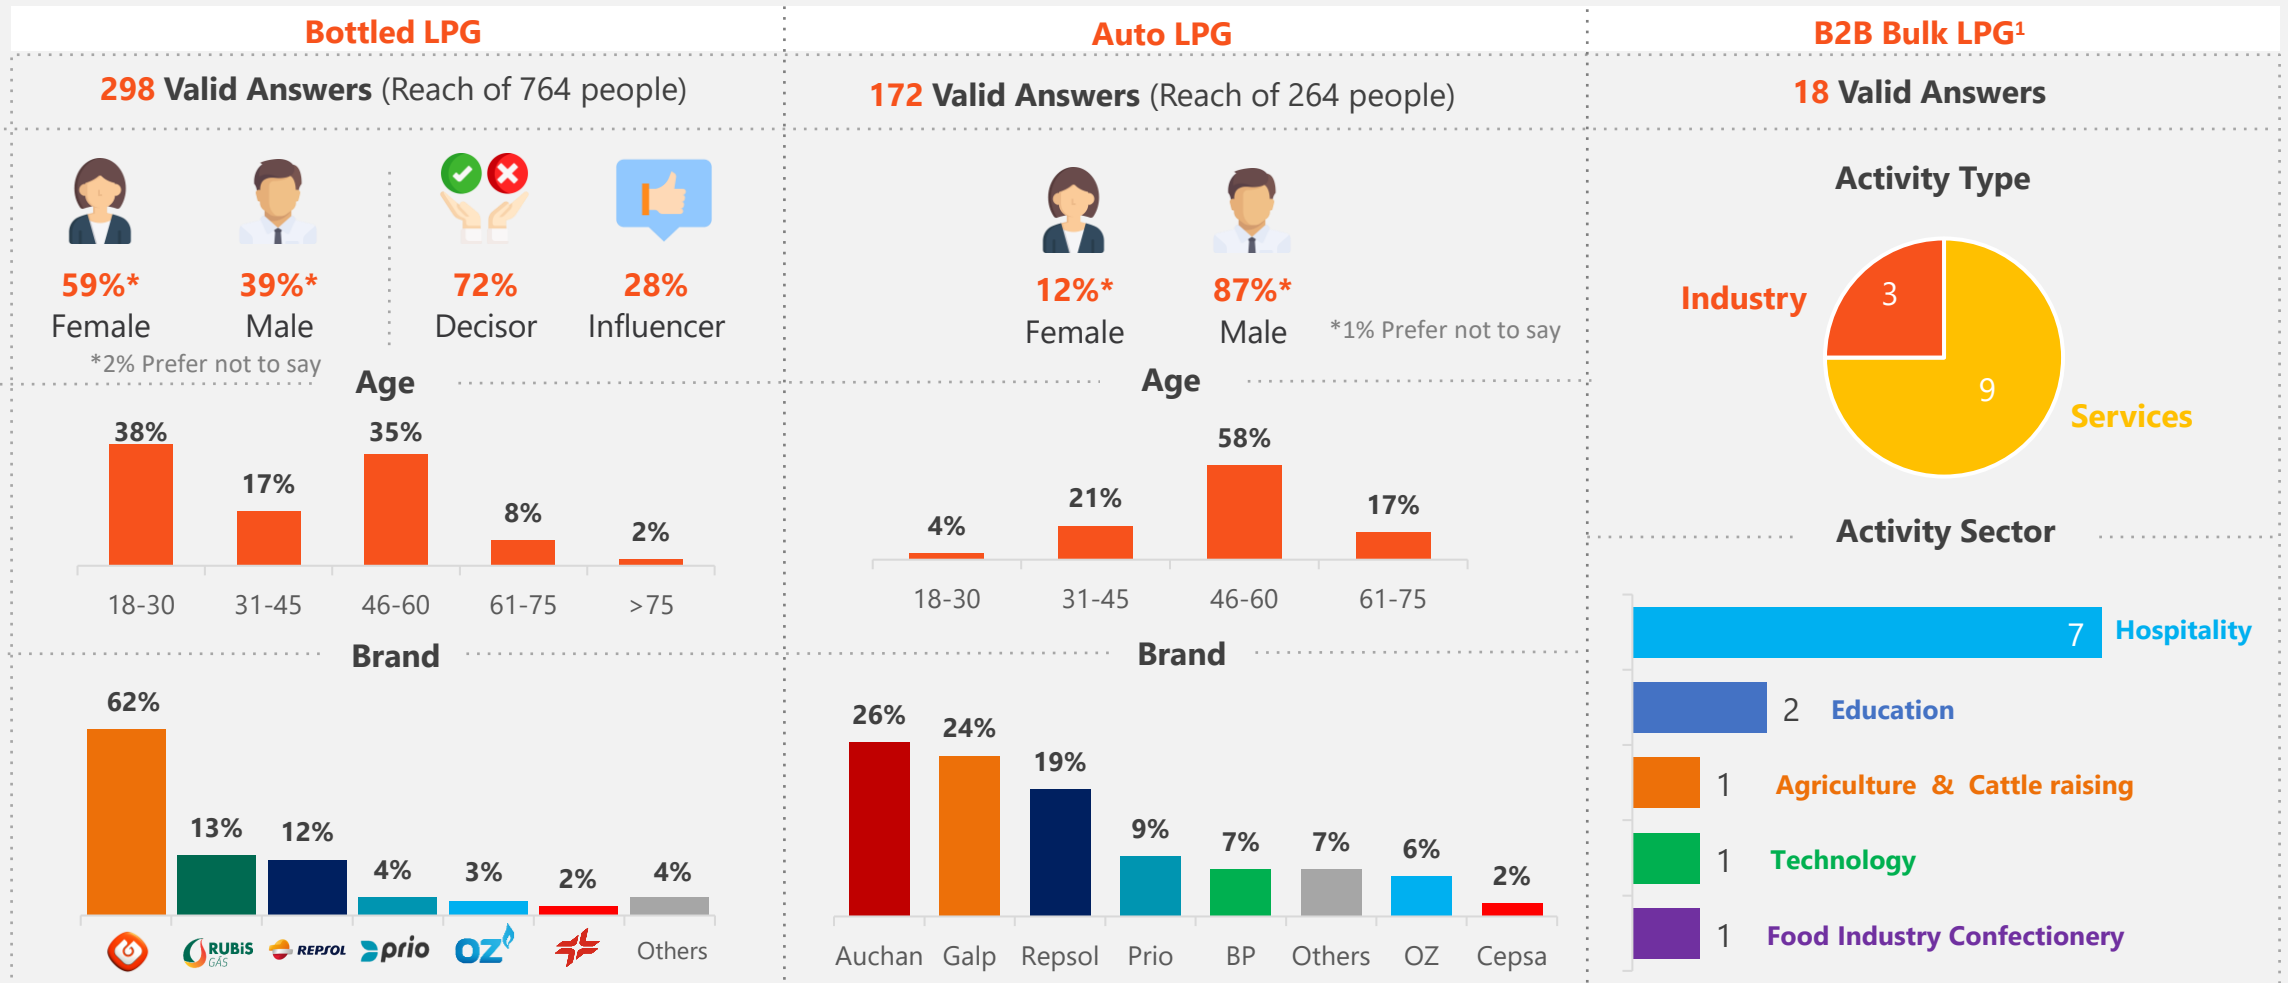 Bottled LPG
298 Valid Answers (Reach of 764 people)
59%*
Female
39%*
Male
*2% Prefer not to say
72%
Decisor
28%
Influencer
Age
38%
17%
35%
8%
2%
18-30
31-45
46-60
61-75
>75
Brand
62%
13%
12%
4%
3%
2%
4%
RUBiS
GÁS
REPSOL
prio
OZ
Others
Auto LPG
172 Valid Answers (Reach of 264 people)
12%*
Female
87%*
Male
*1% Prefer not to say
Age
4%
21%
58%
17%
18-30
31-45
46-60
61-75
Brand
26%
24%
19%
9%
7%
7%
6%
2%
Auchan
Galp
Repsol
Prio
BP
Others
OZ
Cepsa
B2B Bulk LPG¹
18 Valid Answers
Activity Type
Industry
3
9
Services
Activity Sector
7 Hospitality
2 Education
1 Agriculture & Cattle raising
1 Technology
1 Food Industry Confectionery